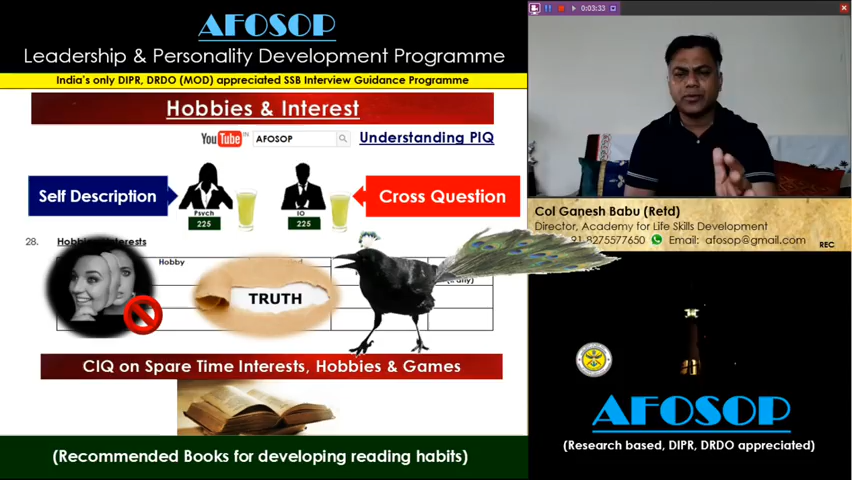 AFOSOP
Leadership & Personality Development Programme
India's only DIPR, DRDO (MOD) appreciated SSB Interview Guidance Programme
Hobbies & Interest
YouTube IN
AFOSOP
Understanding PIQ
Self Description
Psych
225
IO
225
Cross Question
28.
Hobby
TRUTH
CIQ on Spare Time Interests, Hobbies & Games
(Recommended Books for developing reading habits)
0:03:33
Col Ganesh Babu (Retd)
Director, Academy for Life Skills Development
91 8275577650 Email: afosop@gmail.com
REC
AFOSOP
(Research based, DIPR, DRDO appreciated)